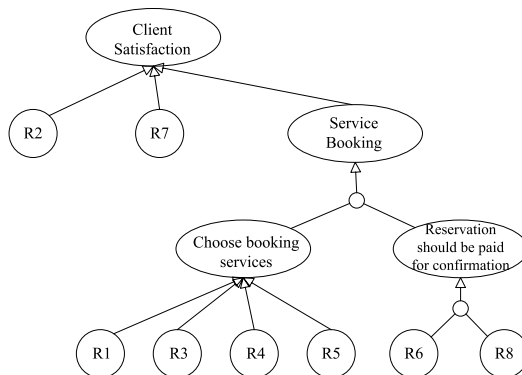 Client
Satisfaction
R2
R7
Service
Booking
Choose booking
services
Reservation
should be paid
for confirmation
R1
R3
R4
R5
R6
R8